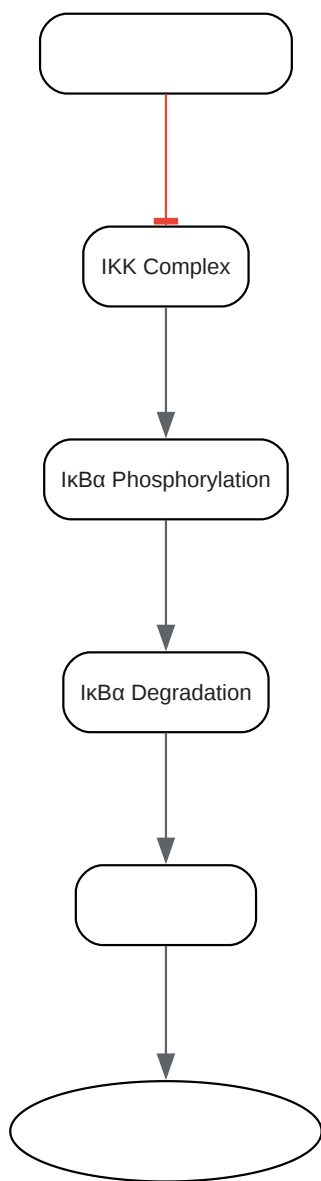 IKK Complex
IκBα Phosphorylation
IκBα Degradation